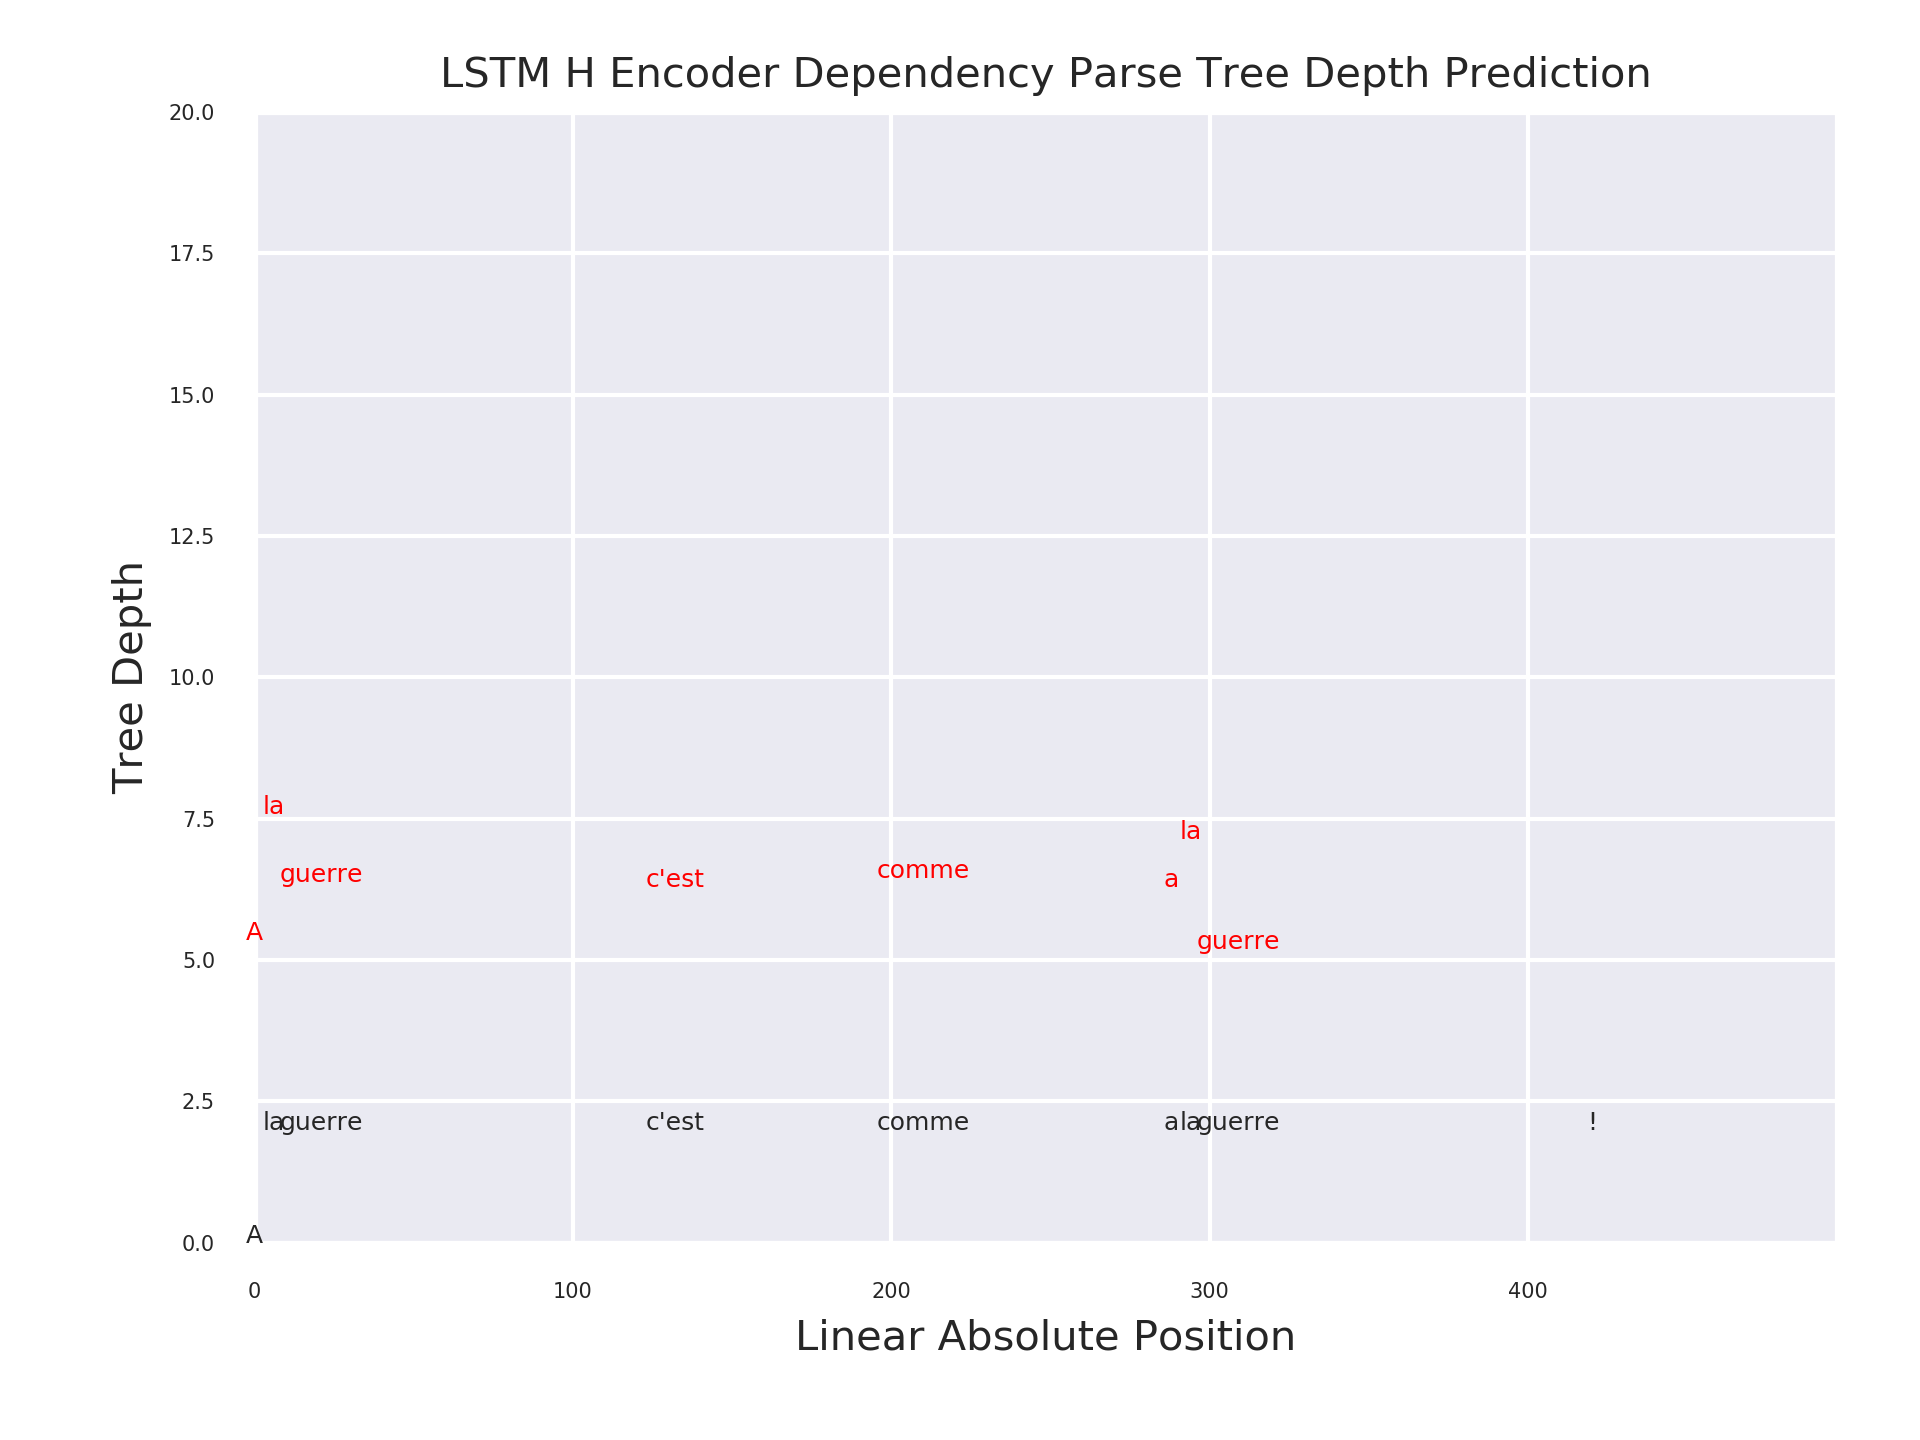 LSTM H Encoder Dependency Parse Tree Depth Prediction
20.0
17.5
15.0
12.5
10.0
7.5
5.0
2.5
0.0
Tree Depth
la
la
guerre
c'est
comme
a
A
guerre
la guerre c'est comme a la guerre !
A
0 100 200 300 400
Linear Absolute Position